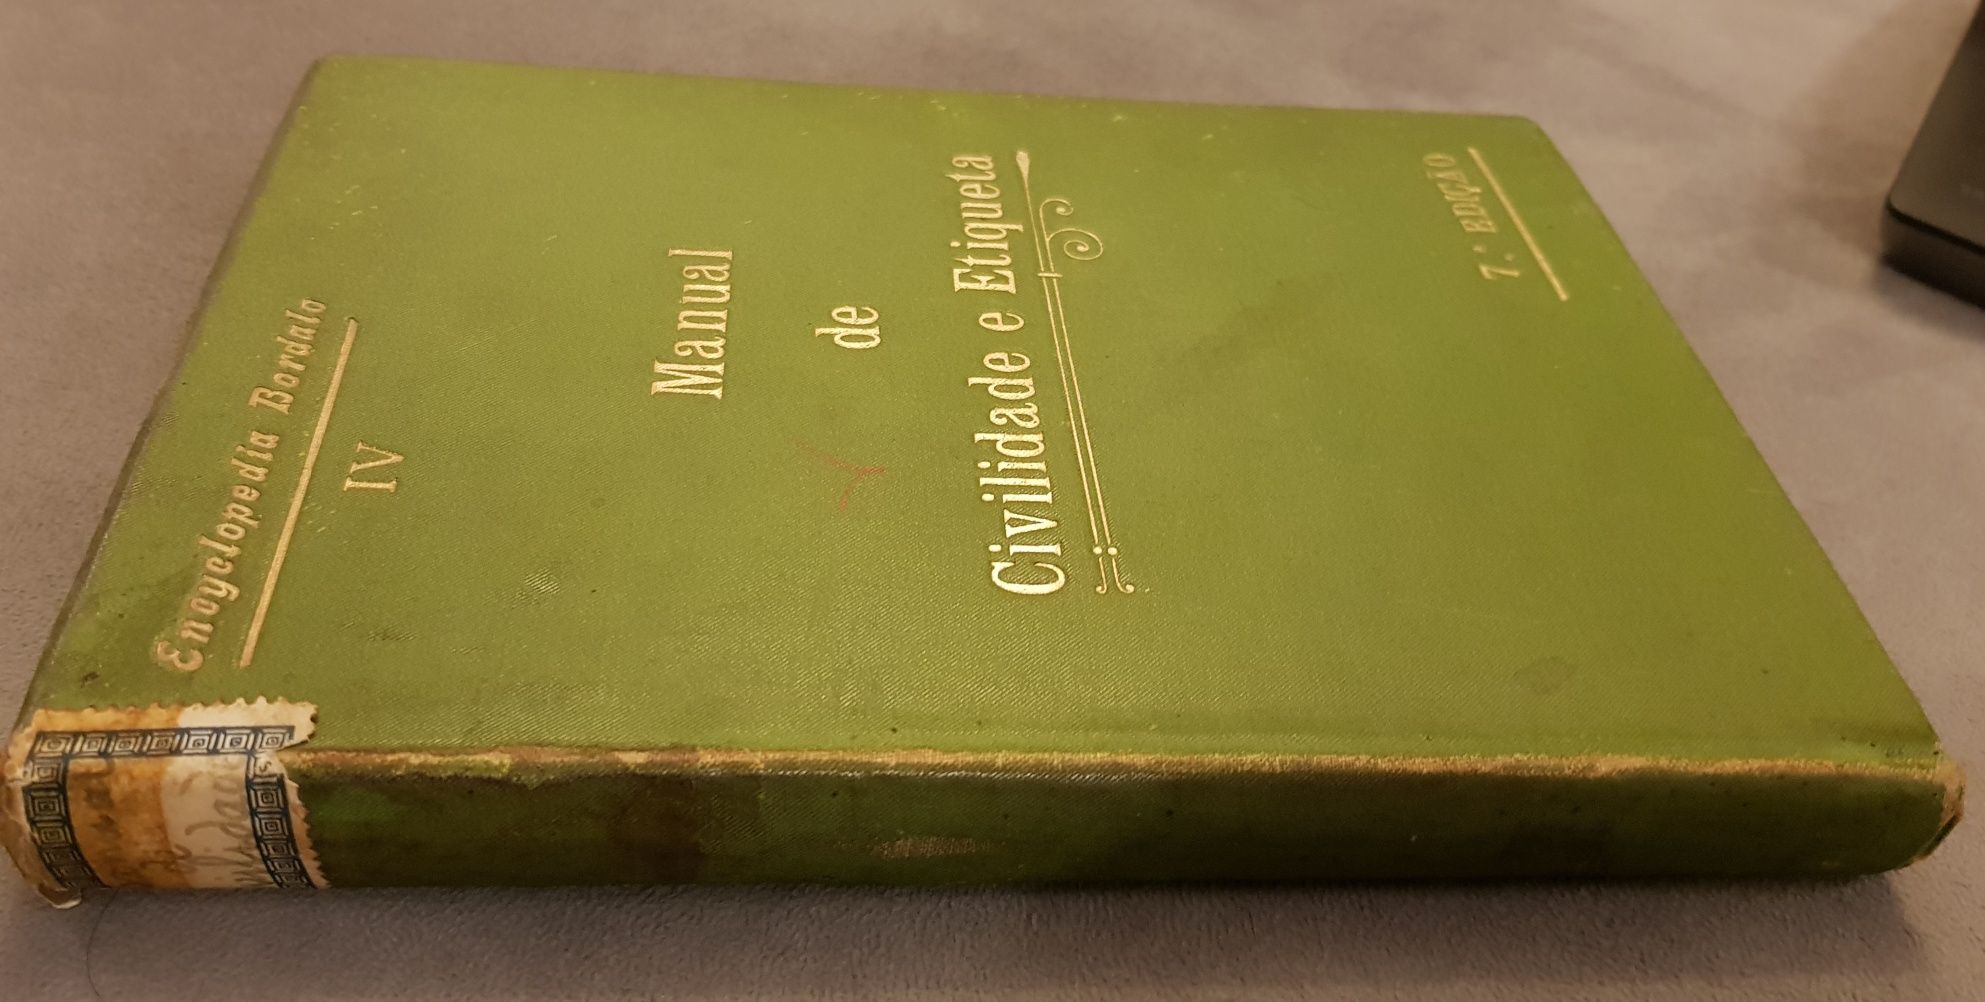 Encyclopedia Bordalo
IV
Manual
de
Civilidade e Etiqueta
7.ª EDIÇÃO